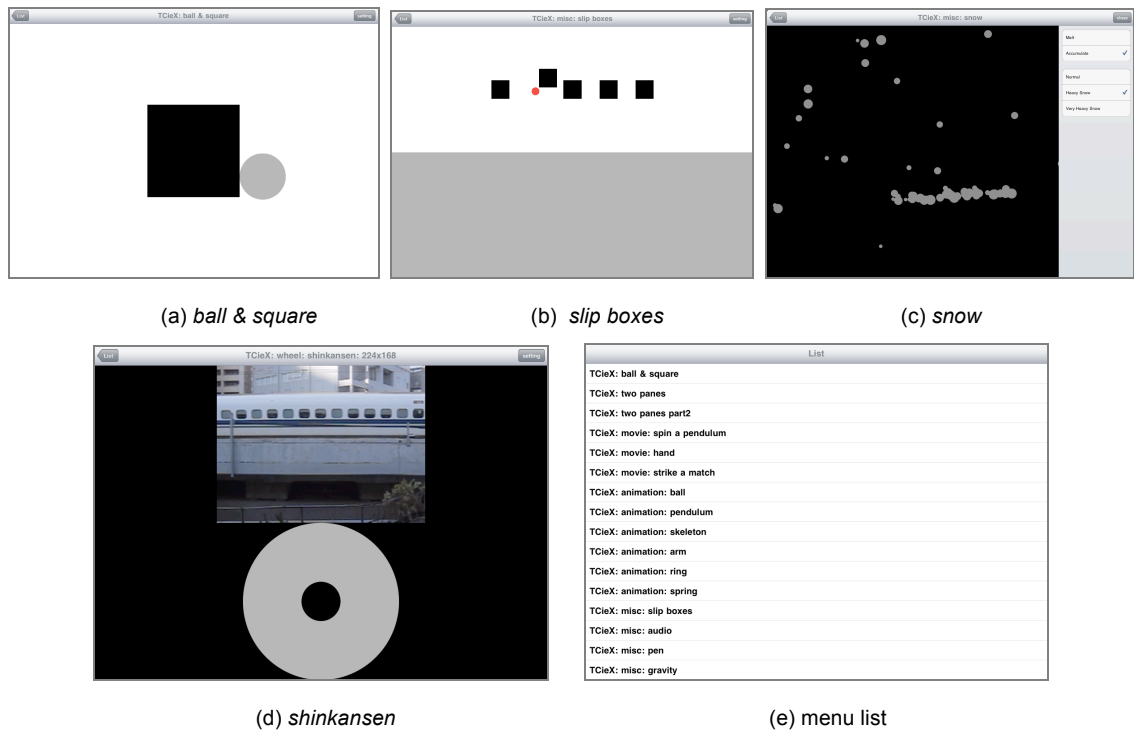 List
TCieX: ball & square
setting
List
TCieX: misc: slip boxes
setting
List
TCieX: misc: snow
close
Melt
Accumulate
Normal
Heavy Snow
Very Heavy Snow
(a) ball & square
(b) slip boxes
(c) snow
List
TCieX: wheel: shinkansen: 224x168
setting
List
TCieX: ball & square
TCieX: two panes
TCieX: two panes part2
TCieX: movie: spin a pendulum
TCieX: movie: hand
TCieX: movie: strike a match
TCieX: animation: ball
TCieX: animation: pendulum
TCieX: animation: skeleton
TCieX: animation: arm
TCieX: animation: ring
TCieX: animation: spring
TCieX: misc: slip boxes
TCieX: misc: audio
TCieX: misc: pen
TCieX: misc: gravity
(d) shinkansen
(e) menu list